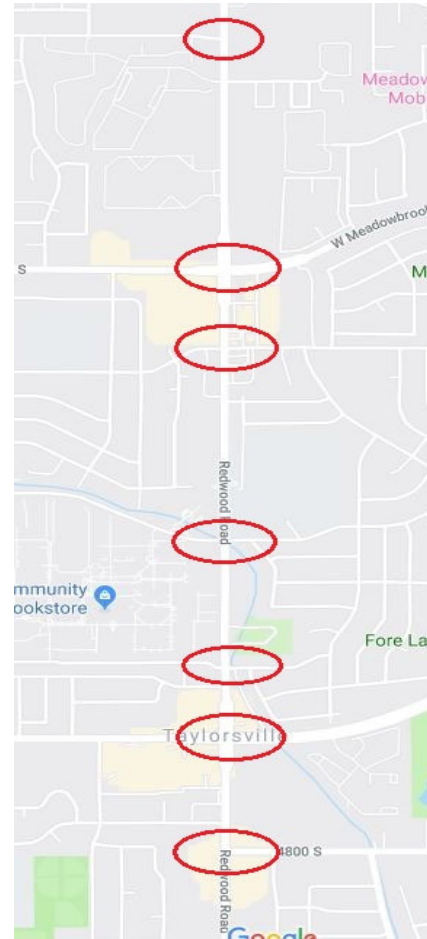 Meadow
Mob
W Meadowbrook
S
M
Redwood Road
mmunity
ookstore
Fore La
Taylorsville
4800 S
Redwood Road
Google